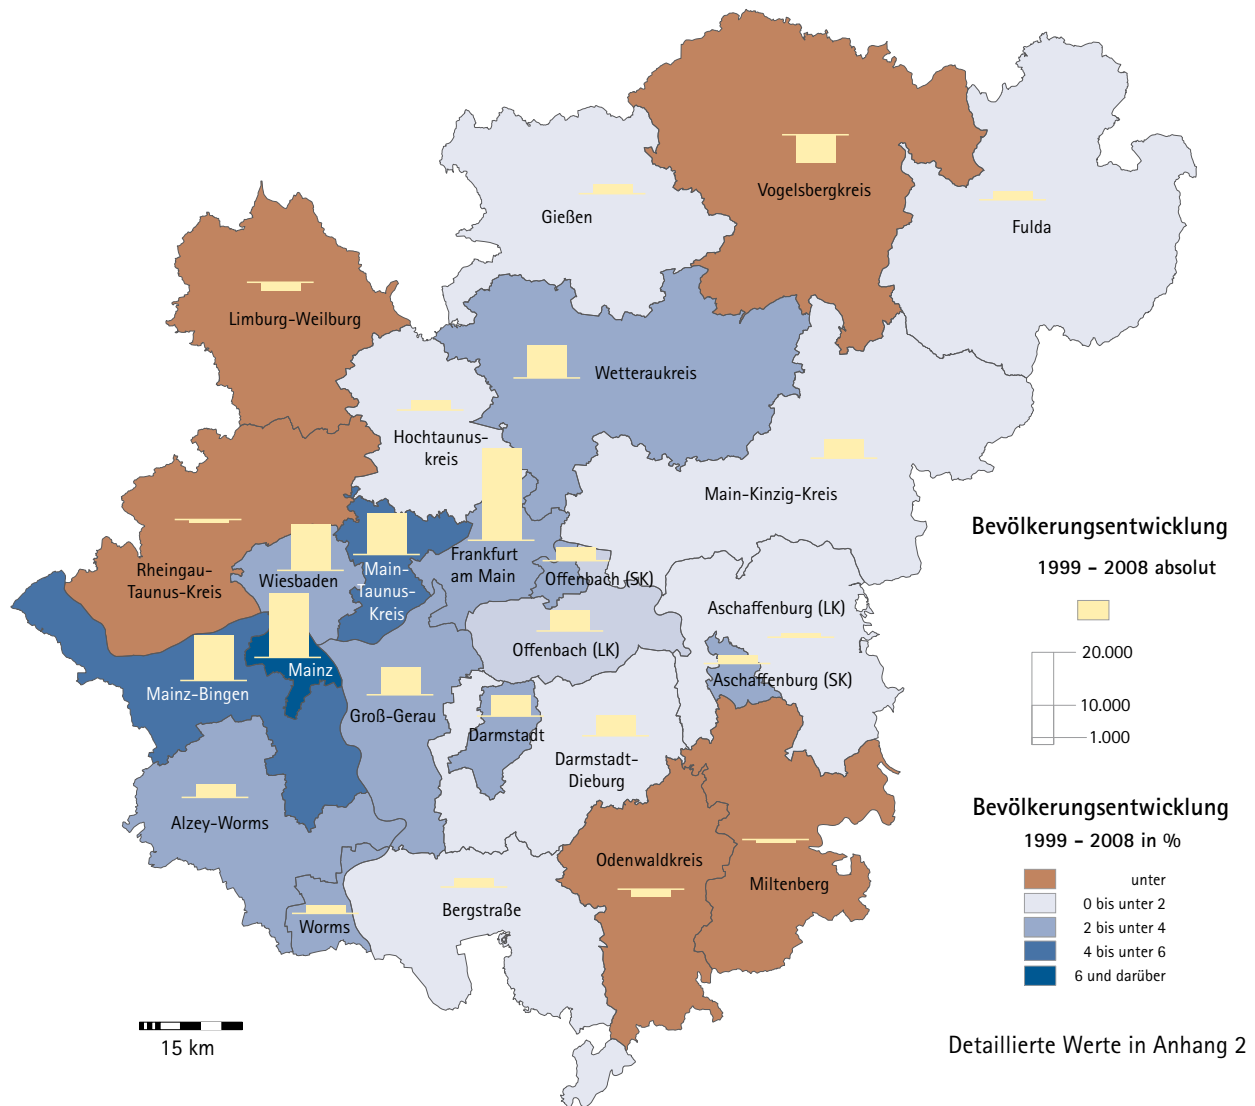 Vogelsbergkreis
Gießen
Fulda
Limburg-Weilburg
Wetteraukreis
Hochtaunus-
kreis
Main-Kinzig-Kreis
Frankfurt
am Main
Main-
Taunus-
Kreis
Wiesbaden
Rheingau-
Taunus-Kreis
Offenbach (SK)
Aschaffenburg (LK)
Offenbach (LK)
Mainz
Mainz-Bingen
Aschaffenburg (SK)
Groß-Gerau
Darmstadt
Darmstadt-
Dieburg
Alzey-Worms
Odenwaldkreis
Miltenberg
Bergstraße
Worms
15 km
Bevölkerungsentwicklung
1999 - 2008 absolut
20.000
10.000
1.000
Bevölkerungsentwicklung
1999 - 2008 in %
unter
0 bis unter 2
2 bis unter 4
4 bis unter 6
6 und darüber
Detaillierte Werte in Anhang 2